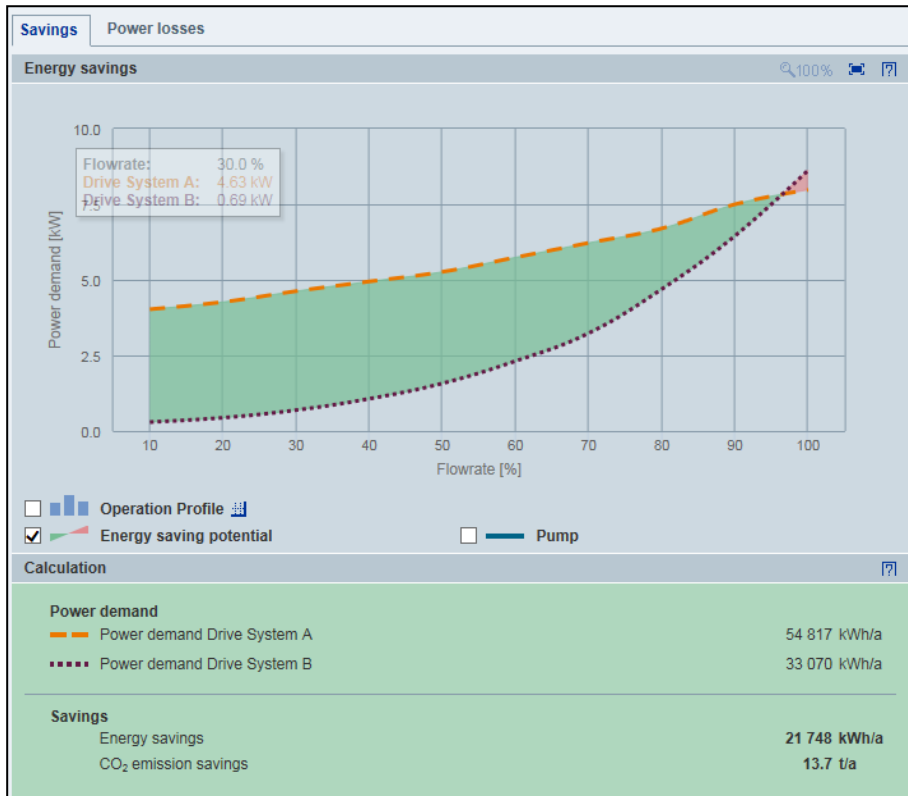 Savings Power losses
Energy savings 100% [?]
10.0
Flowrate: 30.0 %
Drive System A: 4.63 kW
Drive System B: 0.69 kW
7.5
5.0
2.5
0.0
Power demand [kW]
10 20 30 40 50 60 70 80 90 100
Flowrate [%]
Operation Profile
Energy saving potential Pump
Calculation [?]
Power demand
Power demand Drive System A 54 817 kWh/a
Power demand Drive System B 33 070 kWh/a
Savings
Energy savings 21 748 kWh/a
CO₂ emission savings 13.7 t/a